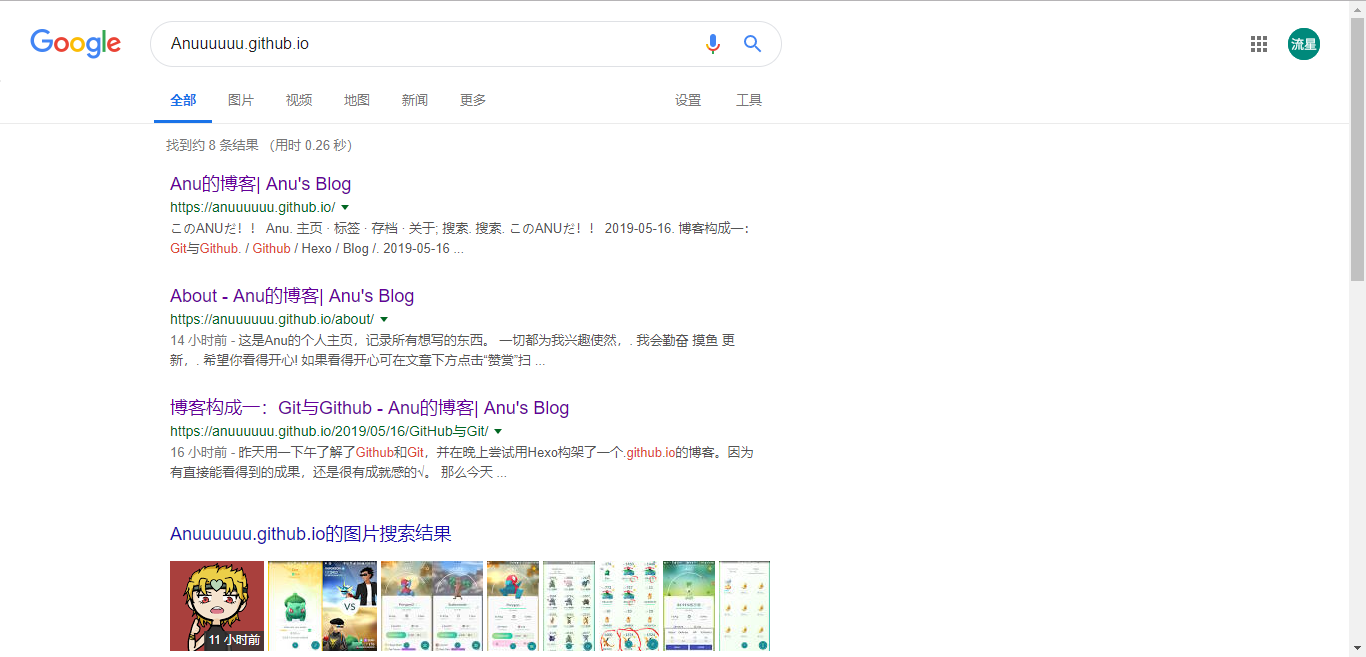 Google
Anuuuuuu.github.io
流星
全部 图片 视频 地图 新闻 更多 设置 工具
找到约 8 条结果 （用时 0.26 秒）
Anu的博客| Anu's Blog
https://anuuuuuu.github.io/
このANUだ！！ Anu. 主页 · 标签 · 存档 · 关于; 搜索. 搜索. このANUだ！！ 2019-05-16. 博客构成一：
Git与Github. / Github / Hexo / Blog /. 2019-05-16 ...
About - Anu的博客| Anu's Blog
https://anuuuuuu.github.io/about/
14 小时前 - 这是Anu的个人主页，记录所有想写的东西。 一切都为我兴趣使然，. 我会勤奋 摸鱼 更
新，. 希望你看得开心! 如果看得开心可在文章下方点击“赞赏”扫 ...
博客构成一：Git与Github - Anu的博客| Anu's Blog
https://anuuuuuu.github.io/2019/05/16/GitHub与Git/
16 小时前 - 昨天用一下午了解了Github和Git，并在晚上尝试用Hexo构架了一个.github.io的博客。因为
有直接能看得到的成果，还是很有成就感的√。 那么今天 ...
Anuuuuuu.github.io的图片搜索结果
VS
11 小时前